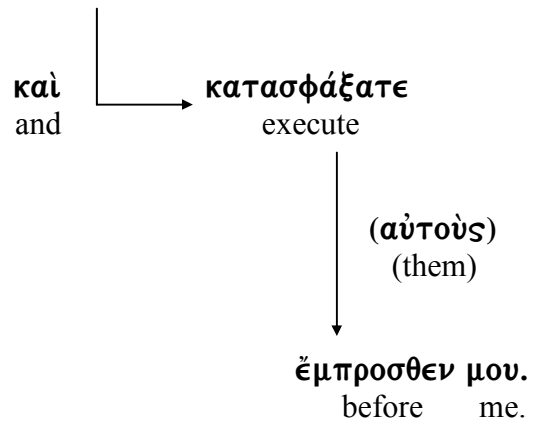 καὶ κατασφάξατε
and execute
(αὐτοὺς)
(them)
ἔμπροσθεν μου.
before me.